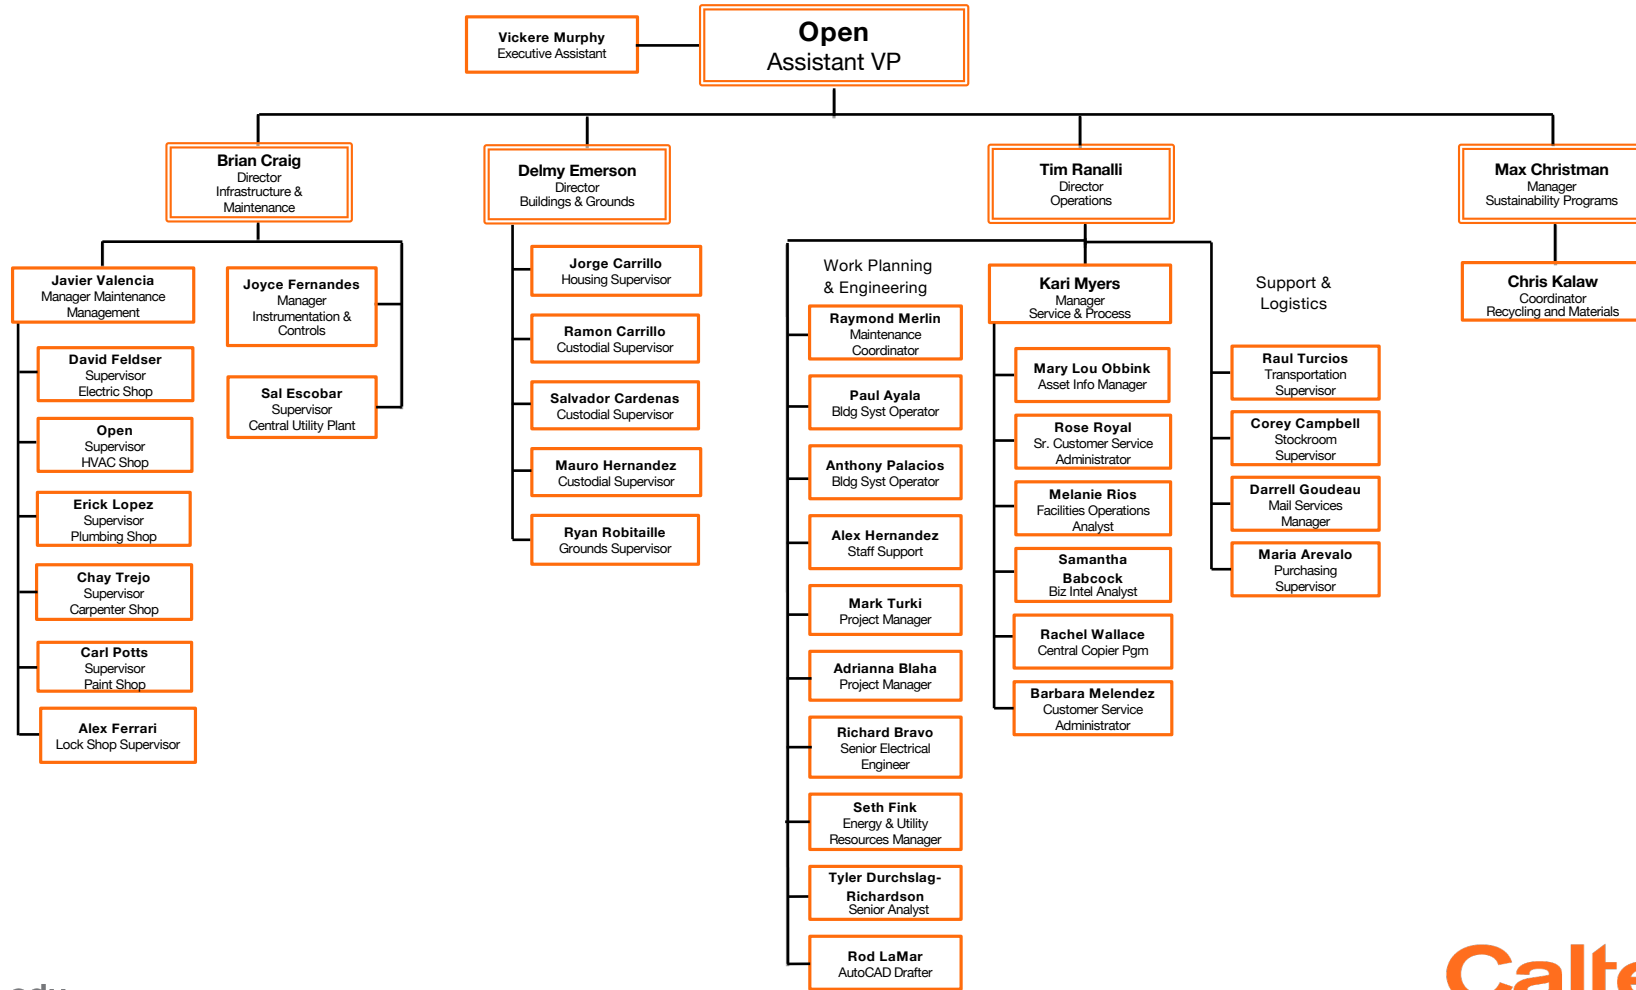 Vickere Murphy
Executive Assistant
Open
Assistant VP
Brian Craig
Director
Infrastructure &
Maintenance
Delmy Emerson
Director
Buildings & Grounds
Tim Ranalli
Director
Operations
Max Christman
Manager
Sustainability Programs
Javier Valencia
Manager Maintenance
Management
David Feldser
Supervisor
Electric Shop
Open
Supervisor
HVAC Shop
Erick Lopez
Supervisor
Plumbing Shop
Chay Trejo
Supervisor
Carpenter Shop
Carl Potts
Supervisor
Paint Shop
Alex Ferrari
Lock Shop Supervisor
Joyce Fernandes
Manager
Instrumentation &
Controls
Sal Escobar
Supervisor
Central Utility Plant
Jorge Carrillo
Housing Supervisor
Ramon Carrillo
Custodial Supervisor
Salvador Cardenas
Custodial Supervisor
Mauro Hernandez
Custodial Supervisor
Ryan Robitaille
Grounds Supervisor
Work Planning
& Engineering
Raymond Merlin
Maintenance
Coordinator
Paul Ayala
Bldg Syst Operator
Anthony Palacios
Bldg Syst Operator
Alex Hernandez
Staff Support
Mark Turki
Project Manager
Adrianna Blaha
Project Manager
Richard Bravo
Senior Electrical
Engineer
Seth Fink
Energy & Utility
Resources Manager
Tyler Durchslag-
Richardson
Senior Analyst
Rod LaMar
AutoCAD Drafter
Kari Myers
Manager
Service & Process
Mary Lou Obbink
Asset Info Manager
Rose Royal
Sr. Customer Service
Administrator
Melanie Rios
Facilities Operations
Analyst
Samantha
Babcock
Biz Intel Analyst
Rachel Wallace
Central Copier Pgm
Barbara Melendez
Customer Service
Administrator
Support &
Logistics
Raul Turcios
Transportation
Supervisor
Corey Campbell
Stockroom
Supervisor
Darrell Goudeau
Mail Services
Manager
Maria Arevalo
Purchasing
Supervisor
Chris Kalaw
Coordinator
Recycling and Materials
Calte